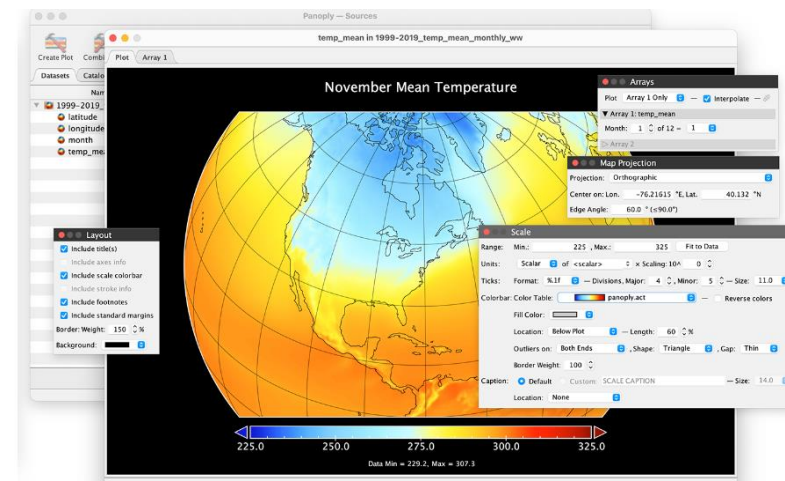 Panoply — Sources
temp_mean in 1999-2019_temp_mean_monthly_ww
Create Plot
Plot
Array 1
Datasets
1999-2019_
latitude
longitude
month
November Mean Temperature
Arrays
Plot Array 1 Only — Interpolate —
▼ Array 1: temp_mean
Month: 1 of 12 = 1
▷ Array 2
Map Projection
Projection: Orthographic
Center on: Lon. -76.21615 °E, Lat. 40.132 °N
Edge Angle: 60.0 ° (≤90.0°)
Layout
Include title(s)
Include axes info
Include scale colorbar
Include stroke info
Include footnotes
Include standard margins
Border: Weight: 150 %
Background:
Scale
Range: Min.: 225 , Max.: 325 Fit to Data
Units: Scalar of <scalar> × Scaling: 10^ 0
Ticks: Format: %.1f — Divisions, Major: 4 , Minor: 5 — Size: 11.0
Colorbar: Color Table: panoply.act — Reverse colors
Fill Color:
Location: Below Plot — Length: 60 %
Outliers on: Both Ends , Shape: Triangle , Gap: Thin
Border Weight: 100
Caption: Default Custom: SCALE CAPTION — Size: 14.0
Location: None
225.0 250.0 275.0 300.0 325.0
Data Min = 229.2, Max = 307.3